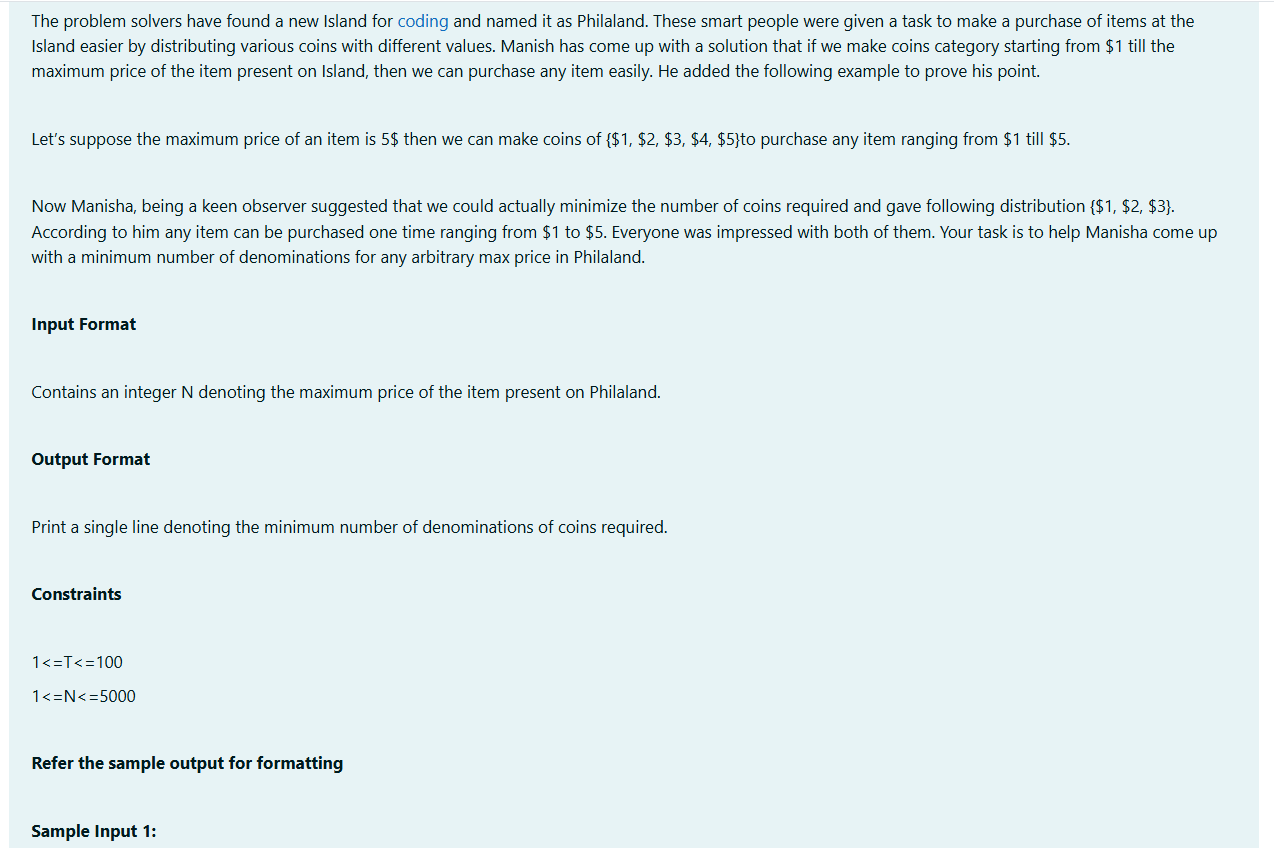 The problem solvers have found a new Island for coding and named it as Philaland. These smart people were given a task to make a purchase of items at the
Island easier by distributing various coins with different values. Manish has come up with a solution that if we make coins category starting from $1 till the
maximum price of the item present on Island, then we can purchase any item easily. He added the following example to prove his point.
Let's suppose the maximum price of an item is 5$ then we can make coins of {$1, $2, $3, $4, $5}to purchase any item ranging from $1 till $5.
Now Manisha, being a keen observer suggested that we could actually minimize the number of coins required and gave following distribution {$1, $2, $3}.
According to him any item can be purchased one time ranging from $1 to $5. Everyone was impressed with both of them. Your task is to help Manisha come up
with a minimum number of denominations for any arbitrary max price in Philaland.
Input Format
Contains an integer N denoting the maximum price of the item present on Philaland.
Output Format
Print a single line denoting the minimum number of denominations of coins required.
Constraints
1<=T<=100
1<=N<=5000
Refer the sample output for formatting
Sample Input 1: